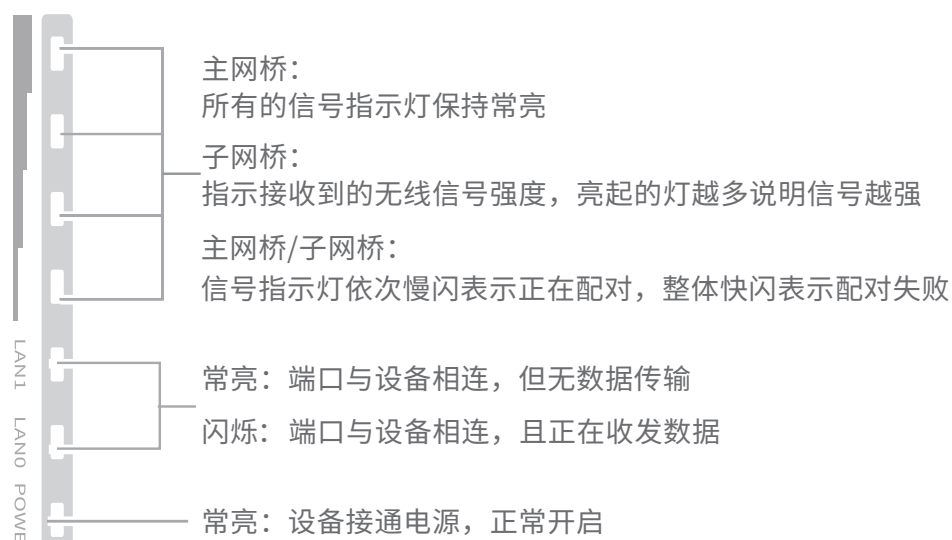 主网桥：
所有的信号指示灯保持常亮
子网桥：
指示接收到的无线信号强度，亮起的灯越多说明信号越强
主网桥/子网桥：
信号指示灯依次慢闪表示正在配对，整体快闪表示配对失败
LAN1
常亮：端口与设备相连，但无数据传输
LAN0
闪烁：端口与设备相连，且正在收发数据
POWE
常亮：设备接通电源，正常开启